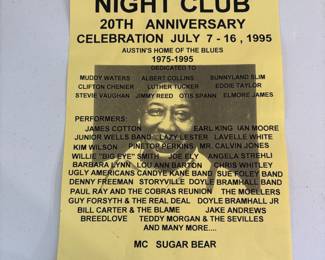 NIGHT CLUB
20TH ANNIVERSARY
CELEBRATION JULY 7 - 16, 1995
AUSTIN'S HOME OF THE BLUES
1975-1995
DEDICATED TO
MUDDY WATERS ALBERT COLLINS SUNNYLAND SLIM
CLIFTON CHENIER LUTHER TUCKER EDDIE TAYLOR
STEVIE VAUGHAN JIMMY REED OTIS SPANN ELMORE JAMES
PERFORMERS:
JAMES COTTON EARL KING IAN MOORE
JUNIOR WELLS BAND LAZY LESTER LAVELLE WHITE
KIM WILSON PINETOP PERKINS MR. CALVIN JONES
WILLIE "BIG EYE" SMITH JOE ELY ANGELA STREHLI
BARBARA LYNN LOU ANN BARTON CHRIS WHITLEY
UGLY AMERICANS CANDYE KANE BAND SUE FOLEY BAND
DENNY FREEMAN STORYVILLE DOYLE BRAMHALL BAND
PAUL RAY AND THE COBRAS REUNION THE MOELLERS
GUY FORSYTH & THE REAL DEAL DOYLE BRAMHALL JR
BILL CARTER & THE BLAME JAKE ANDREWS
BREEDLOVE TEDDY MORGAN & THE SEVILLES
AND MANY MORE....
MC SUGAR BEAR